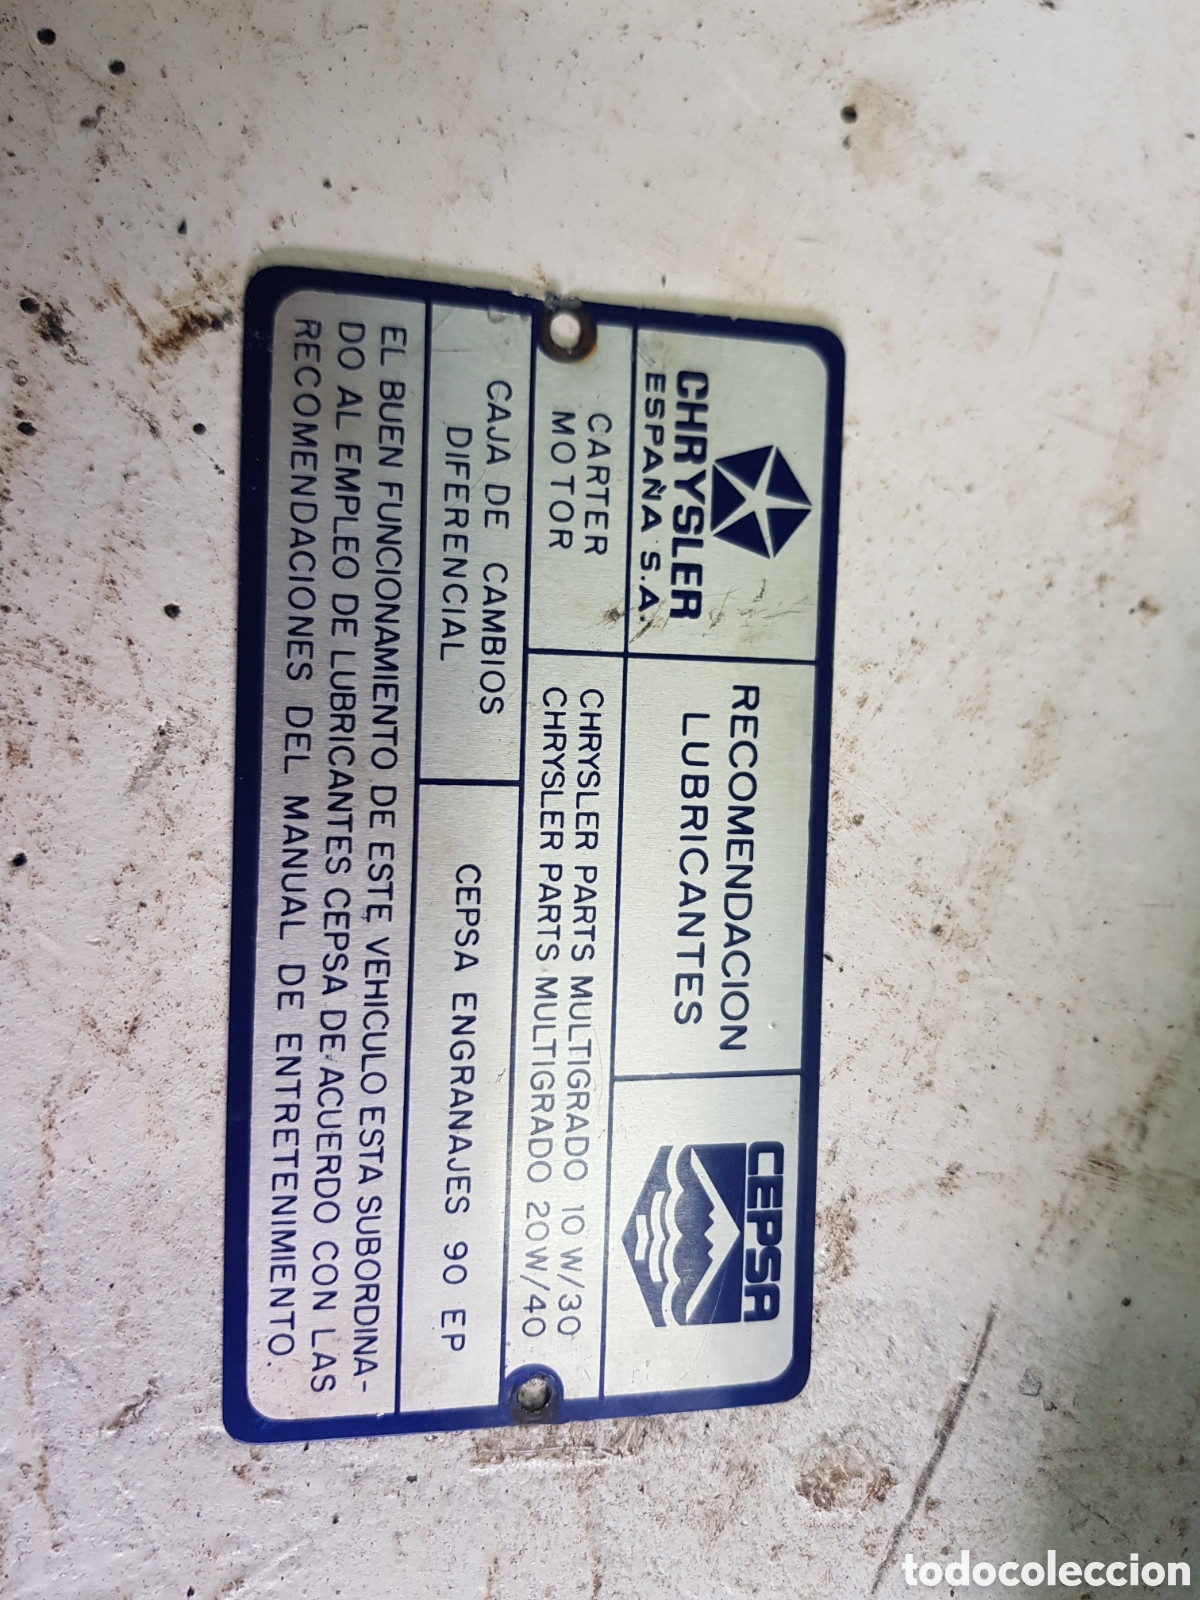 CHRYSLER
ESPAÑA S.A.
RECOMENDACION
LUBRICANTES
CEPSA
CARTER
MOTOR
CHRYSLER PARTS MULTIGRADO 10 W/30
CHRYSLER PARTS MULTIGRADO 20W/40
CAJA DE CAMBIOS
DIFERENCIAL
CEPSA ENGRANAJES 90 EP
EL BUEN FUNCIONAMIENTO DE ESTE VEHICULO ESTA SUBORDINA-
DO AL EMPLEO DE LUBRICANTES CEPSA DE ACUERDO CON LAS
RECOMENDACIONES DEL MANUAL DE ENTRETENIMIENTO.
todocoleccion